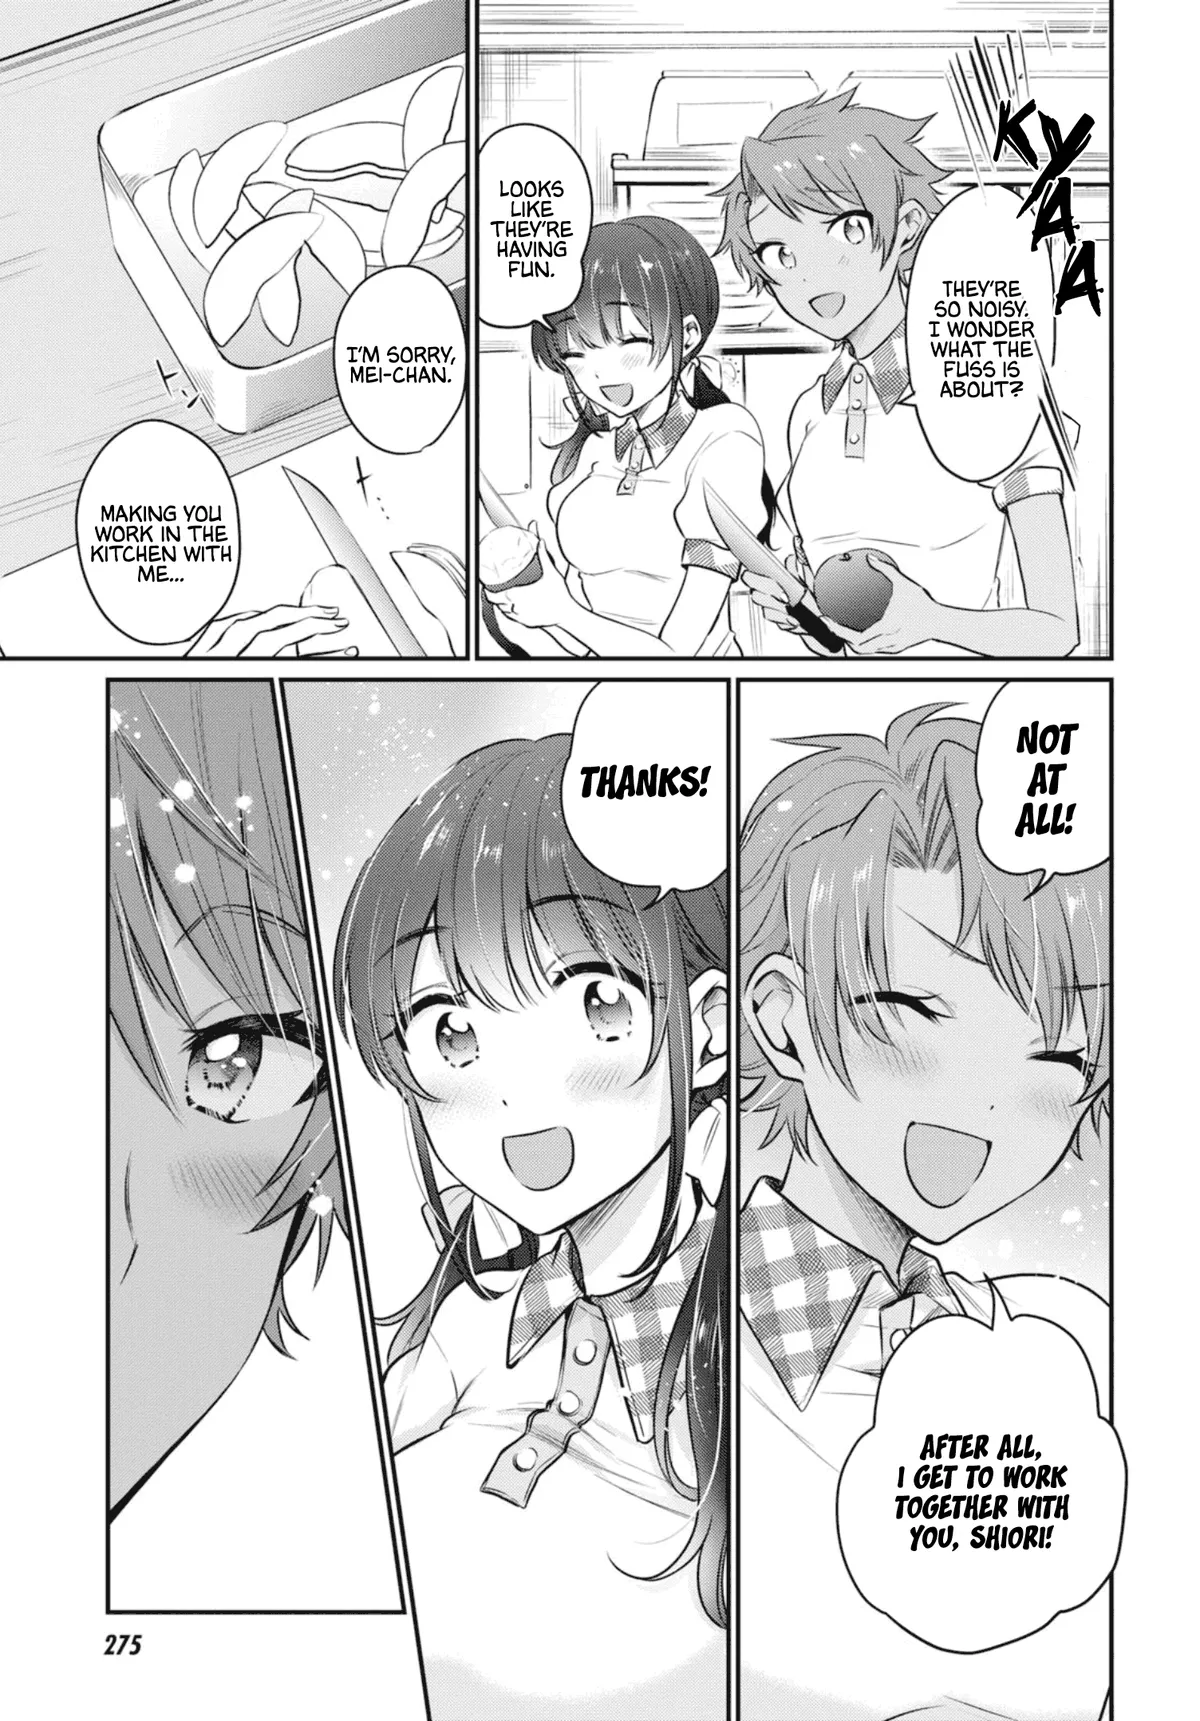 KYAAA
THEY'RE
SO NOISY.
I WONDER
WHAT THE
FUSS IS
ABOUT?
LOOKS
LIKE
THEY'RE
HAVING
FUN.
I'M SORRY,
MEI-CHAN.
MAKING YOU
WORK IN THE
KITCHEN WITH
ME...
NOT
AT
ALL!
AFTER ALL,
I GET TO WORK
TOGETHER WITH
YOU, SHIORI!
THANKS!
275